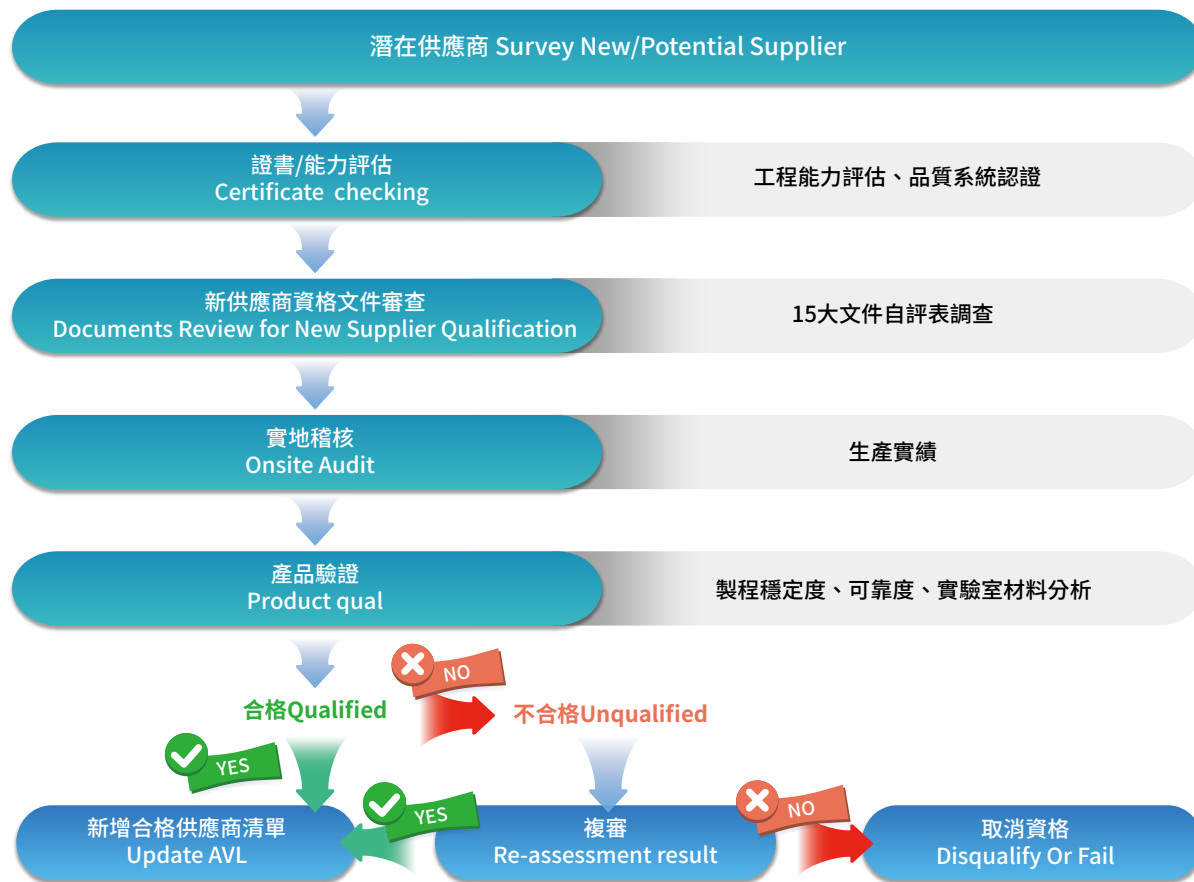 潛在供應商 Survey New/Potential Supplier
證書/能力評估
Certificate checking
工程能力評估、品質系統認證
新供應商資格文件審查
Documents Review for New Supplier Qualification
15大文件自評表調查
實地稽核
Onsite Audit
生產實績
產品驗證
Product qual
製程穩定度、可靠度、實驗室材料分析
NO
合格Qualified
不合格Unqualified
YES
YES
NO
新增合格供應商清單
Update AVL
複審
Re-assessment result
取消資格
Disqualify Or Fail